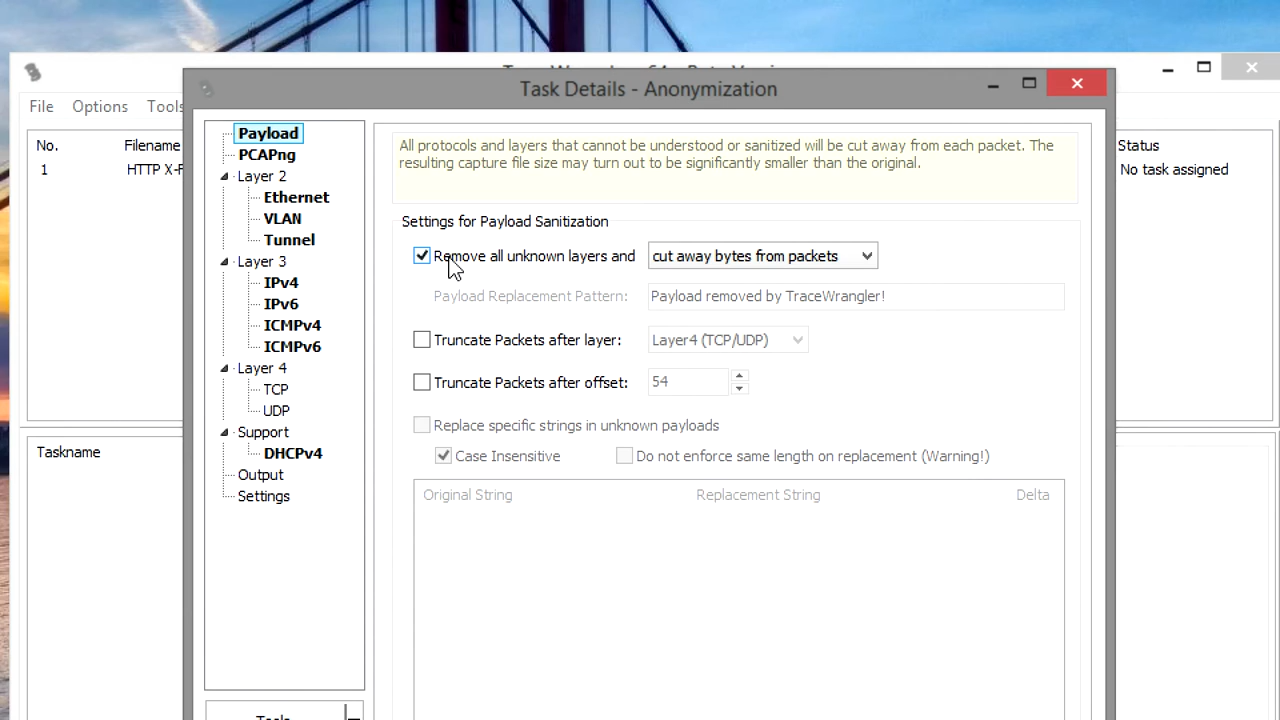 Task Details - Anonymization
File Options Tools
No. Filename
1 HTTP X-F
Status
No task assigned
Taskname
Payload
PCAPng
Layer 2
Ethernet
VLAN
Tunnel
Layer 3
IPv4
IPv6
ICMPv4
ICMPv6
Layer 4
TCP
UDP
Support
DHCPv4
Output
Settings
All protocols and layers that cannot be understood or sanitized will be cut away from each packet. The
resulting capture file size may turn out to be significantly smaller than the original.
Settings for Payload Sanitization
Remove all unknown layers and cut away bytes from packets
Payload Replacement Pattern: Payload removed by TraceWrangler!
Truncate Packets after layer: Layer4 (TCP/UDP)
Truncate Packets after offset: 54
Replace specific strings in unknown payloads
Case Insensitive Do not enforce same length on replacement (Warning!)
Original String Replacement String Delta